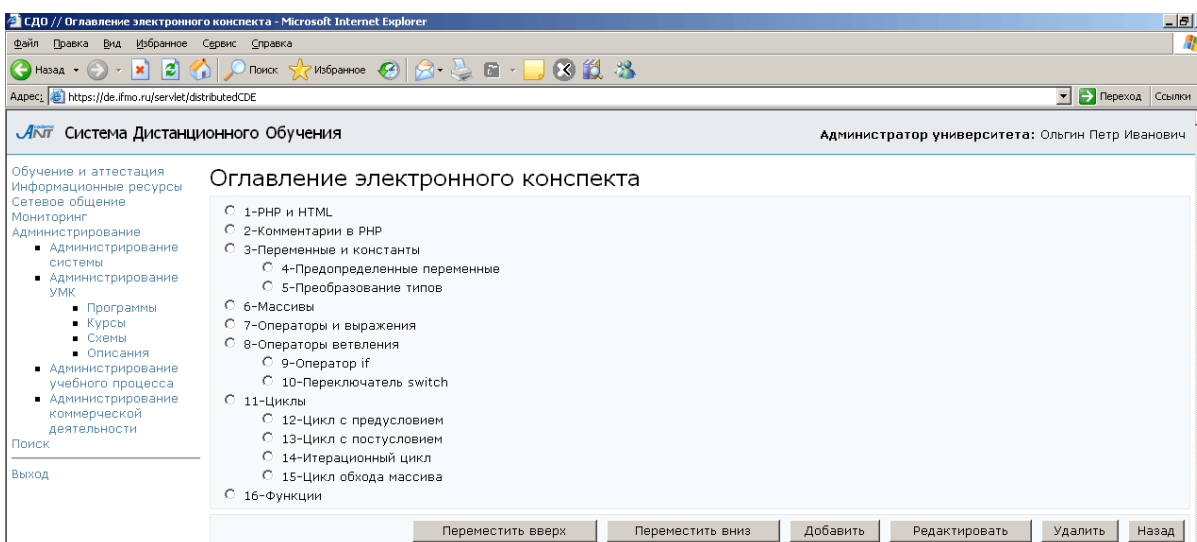 СДО // Оглавление электронного конспекта - Microsoft Internet Explorer
Файл Правка Вид Избранное Сервис Справка
Назад Поиск Избранное
Адрес: https://de.ifmo.ru/servlet/distributedCDE Переход Ссылки
Academic ANT Система Дистанционного Обучения Администратор университета: Ольгин Петр Иванович
Обучение и аттестация
Информационные ресурсы
Сетевое общение
Мониторинг
Администрирование
Администрирование
системы
Администрирование
УМК
Программы
Курсы
Схемы
Описания
Администрирование
учебного процесса
Администрирование
коммерческой
деятельности
Поиск
Выход
Оглавление электронного конспекта
1-PHP и HTML
2-Комментарии в PHP
3-Переменные и константы
4-Предопределенные переменные
5-Преобразование типов
6-Массивы
7-Операторы и выражения
8-Операторы ветвления
9-Оператор if
10-Переключатель switch
11-Циклы
12-Цикл с предусловием
13-Цикл с постусловием
14-Итерационный цикл
15-Цикл обхода массива
16-Функции
Переместить вверх Переместить вниз Добавить Редактировать Удалить Назад